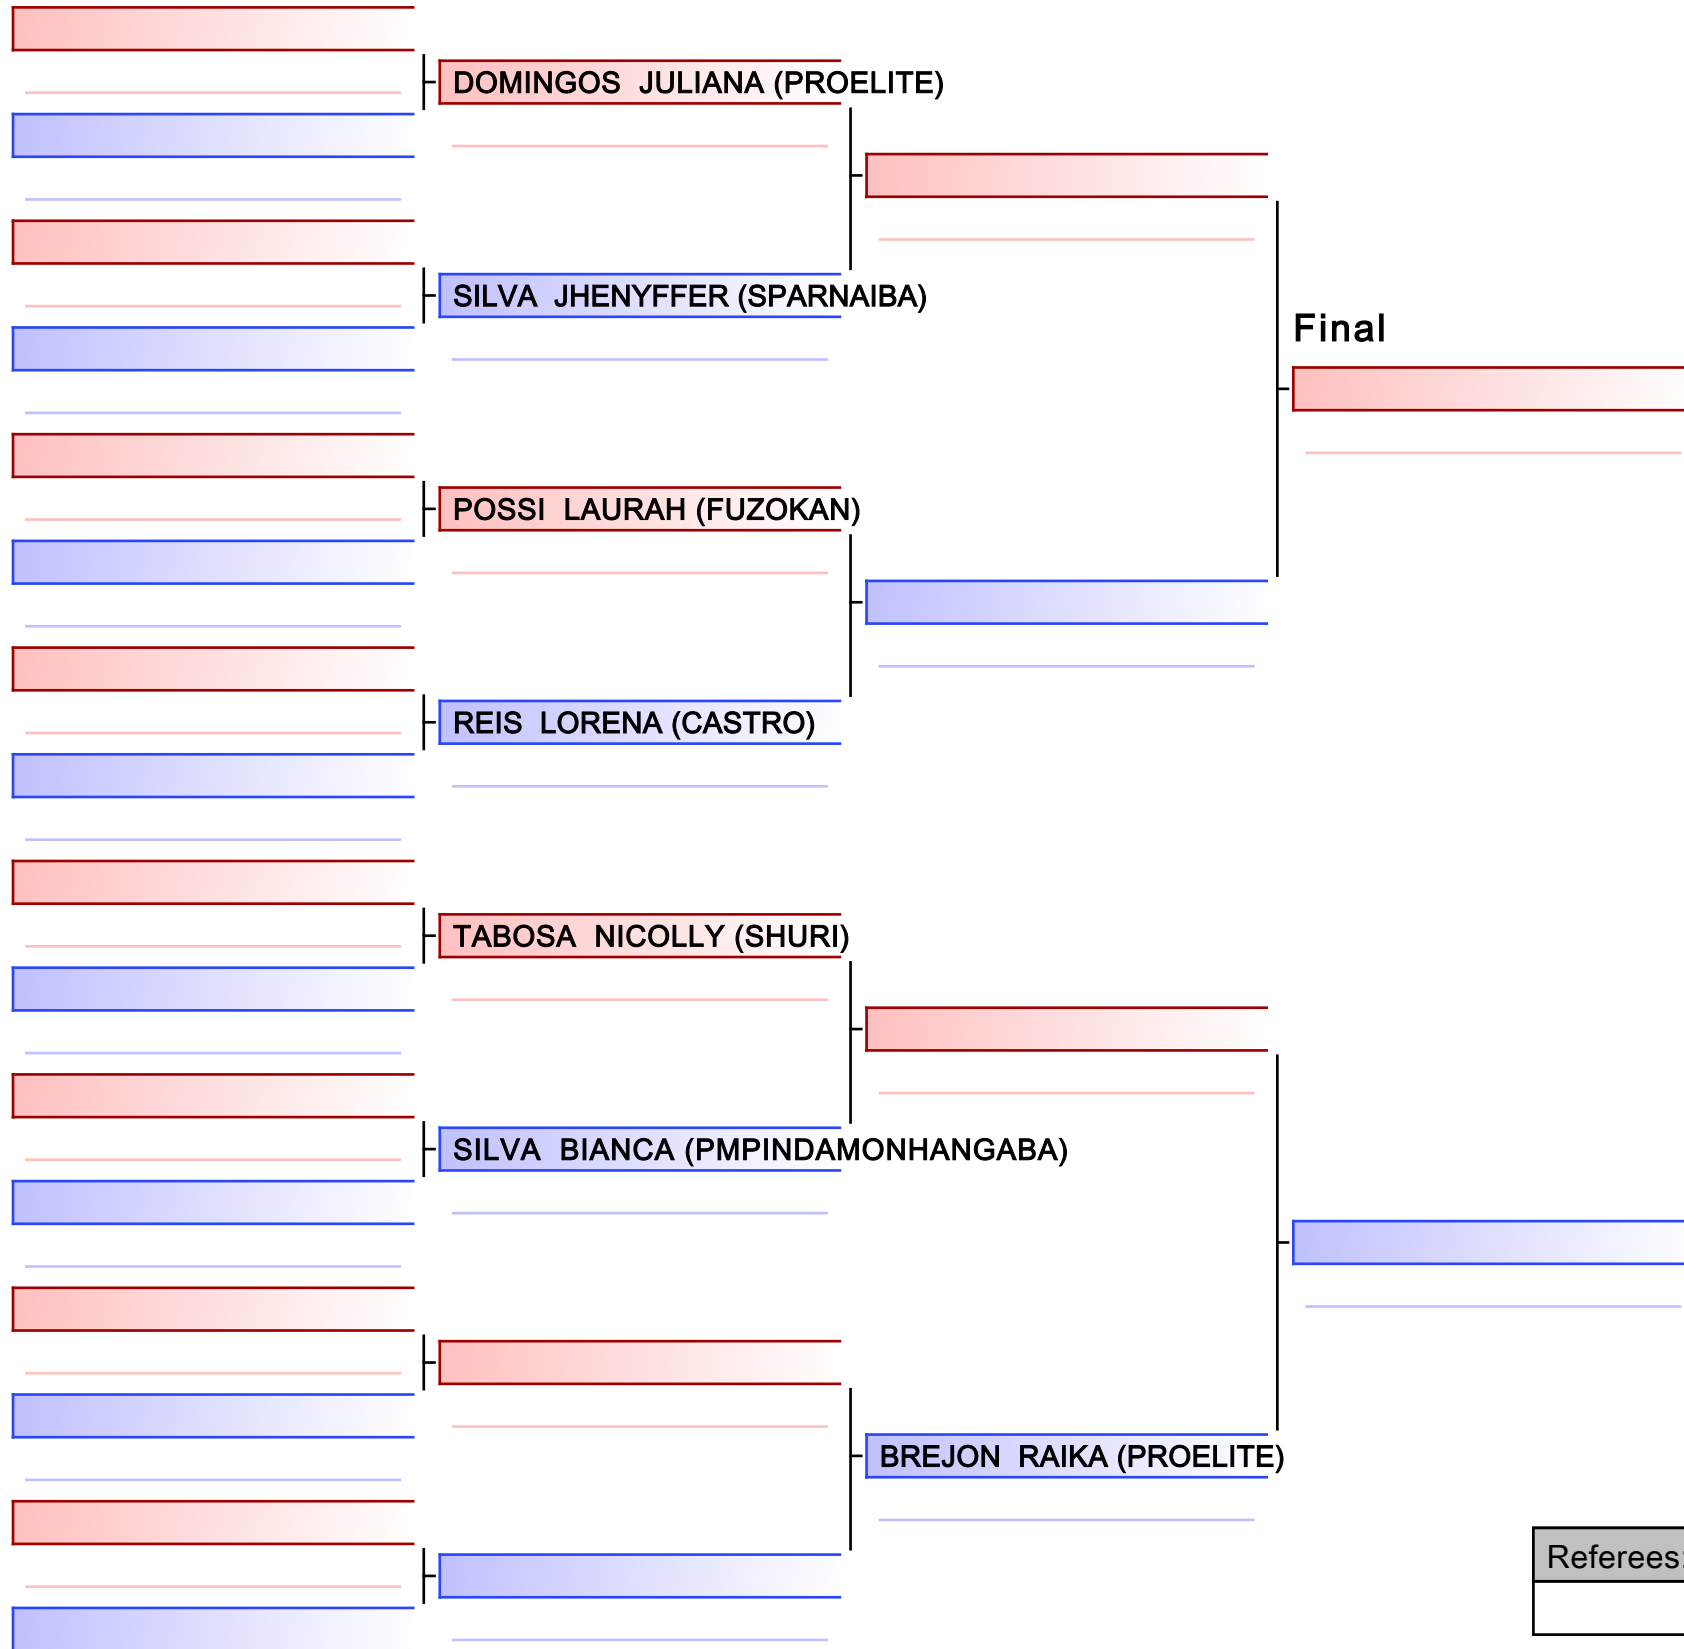 DOMINGOS  JULIANA (PROELITE)
SILVA  JHENYFFER (SPARNAIBA)
Final
POSSI  LAURAH (FUZOKAN)
REIS  LORENA (CASTRO)
TABOSA  NICOLLY (SHURI)
SILVA  BIANCA (PMPINDAMONHANGABA)
BREJON  RAIKA (PROELITE)
Referees: